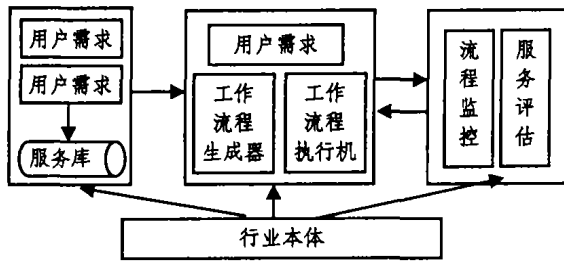 用户需求
用户需求
服务库
用户需求
工作
流程
生成器
工作
流程
执行机
流程监控
服务评估
行业本体